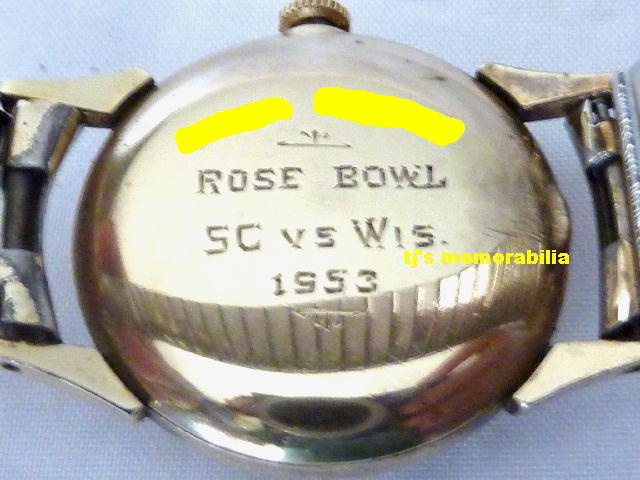 ROSE BOWL
SC vs WIS.
tj's memorabilia
1953